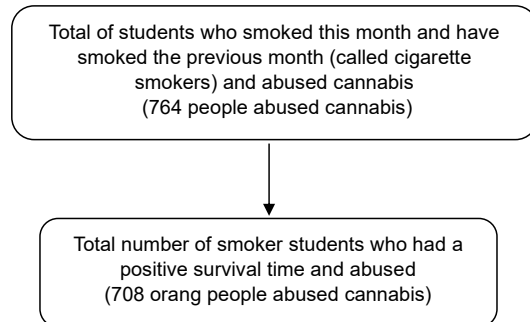 Total of students who smoked this month and have
smoked the previous month (called cigarette
smokers) and abused cannabis
(764 people abused cannabis)
Total number of smoker students who had a
positive survival time and abused
(708 orang people abused cannabis)